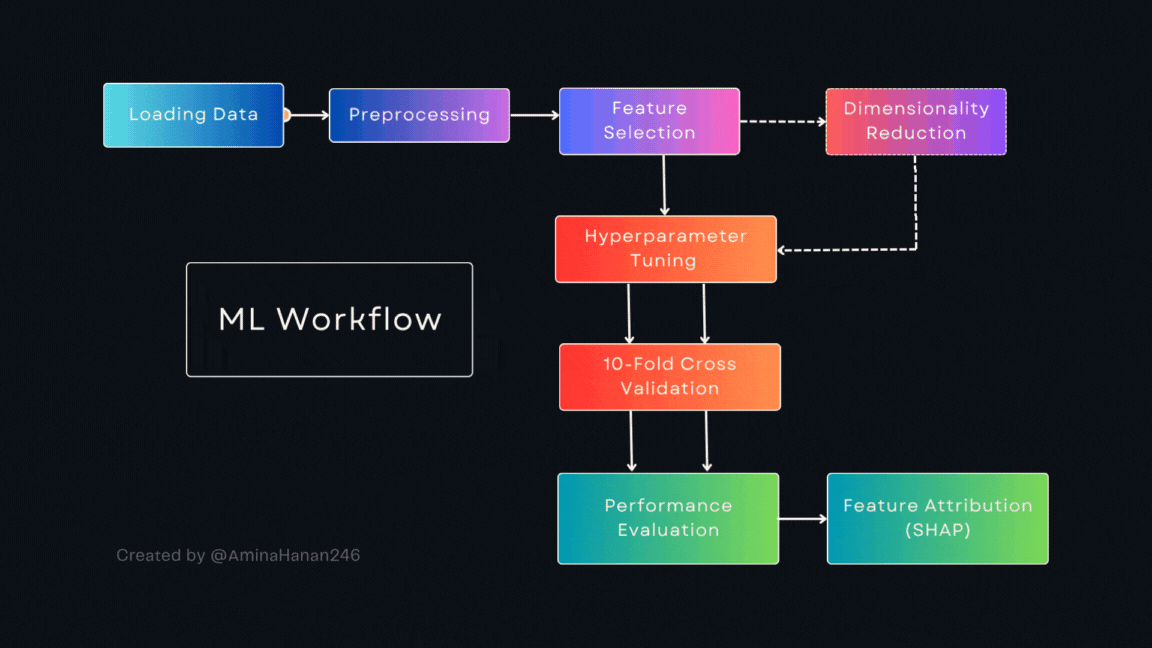 Loading Data
Preprocessing
Feature
Selection
Dimensionality
Reduction
Hyperparameter
Tuning
ML Workflow
10-Fold Cross
Validation
Performance
Evaluation
Feature Attribution
(SHAP)
Created by @AminaHanan246